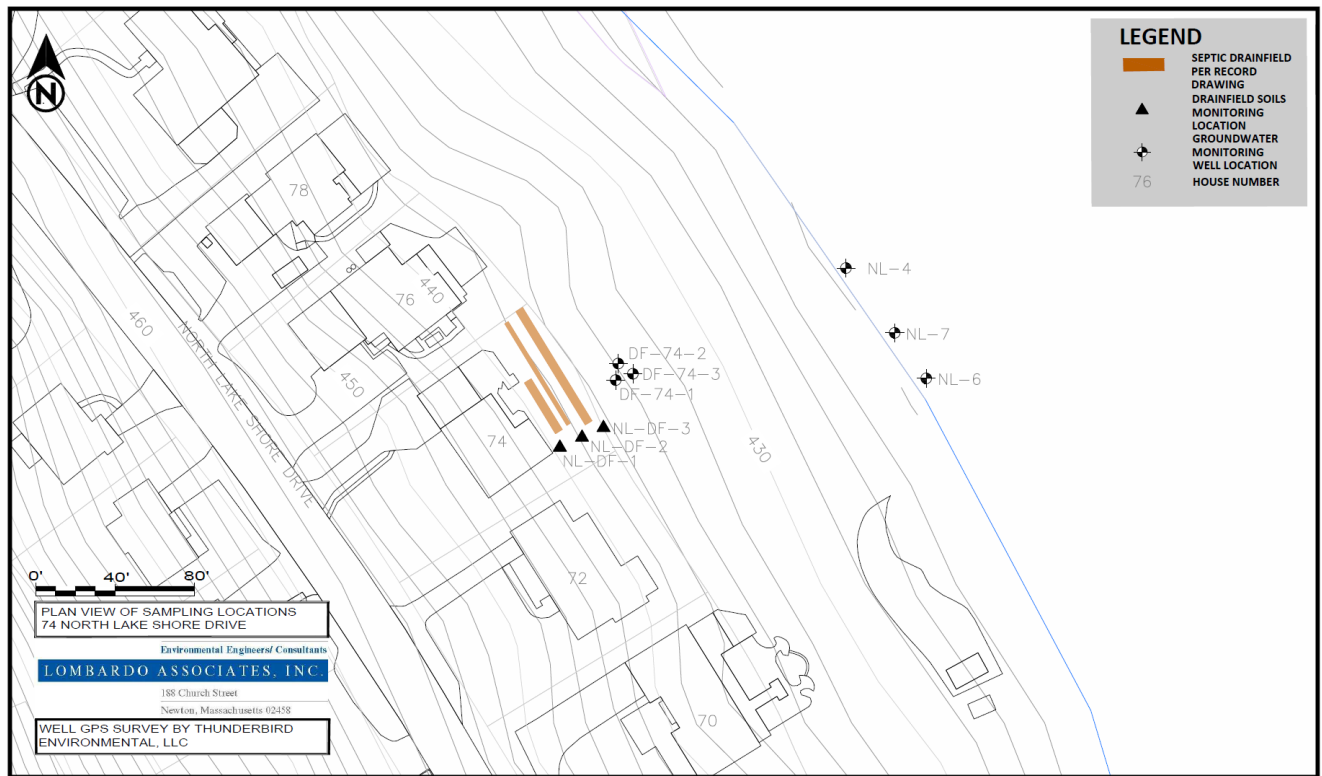 LEGEND
SEPTIC DRAINFIELD
PER RECORD
DRAWING
DRAINFIELD SOILS
MONITORING
LOCATION
GROUNDWATER
MONITORING
WELL LOCATION
76
HOUSE NUMBER
N
78
76
440
450
460
NORTH LAKE SHORE DRIVE
NL-4
NL-7
NL-6
DF-74-2
DF-74-3
DF-74-1
NL-DF-3
NL-DF-2
NL-DF-1
74
430
72
70
0' 40' 80'
PLAN VIEW OF SAMPLING LOCATIONS
74 NORTH LAKE SHORE DRIVE
Environmental Engineers/ Consultants
LOMBARDO ASSOCIATES, INC.
188 Church Street
Newton, Massachusetts 02458
WELL GPS SURVEY BY THUNDERBIRD
ENVIRONMENTAL, LLC